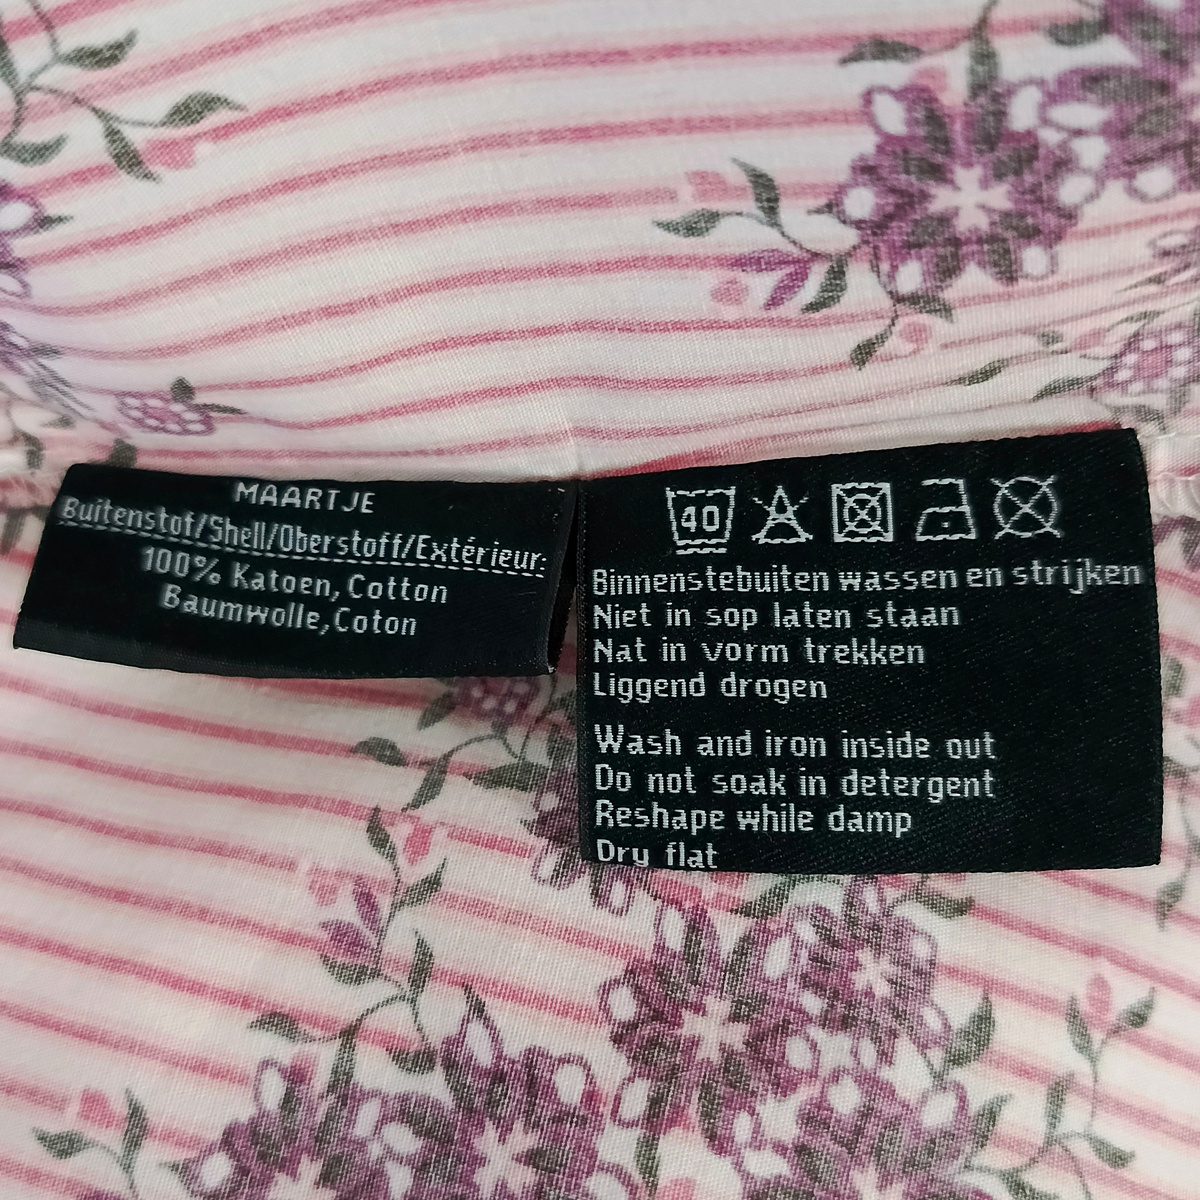 MAARTJE
Buitenstof/Shell/Oberstoff/Extérieur:
100% Katoen, Cotton
Baumwolle,Coton
40
Binnenstebuiten wassen en strijken
Niet in sop laten staan
Nat in vorm trekken
Liggend drogen
Wash and iron inside out
Do not soak in detergent
Reshape while damp
Dry flat